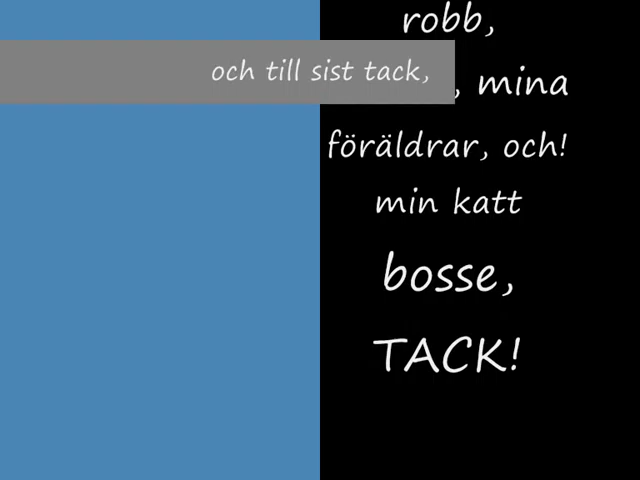 robb,
och till sist tack,
, mina
föräldrar, och!
min katt
bosse,
TACK!